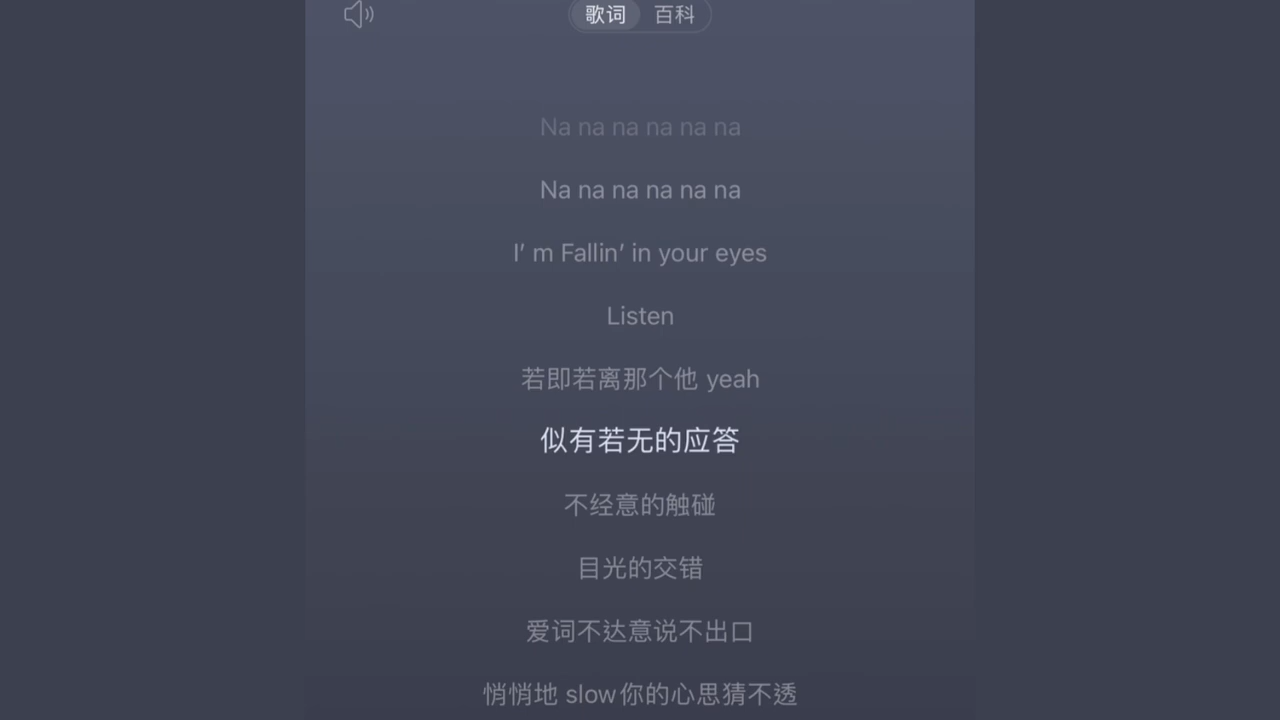 歌词 百科
Na na na na na na
Na na na na na na
I’ m Fallin’ in your eyes
Listen
若即若离那个他 yeah
似有若无的应答
不经意的触碰
目光的交错
爱词不达意说不出口
悄悄地 slow你的心思猜不透